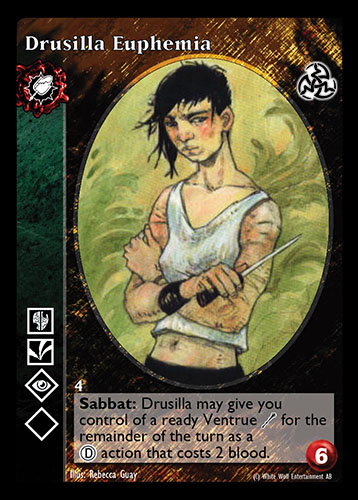 Drusilla Euphemia
4
Sabbat: Drusilla may give you
control of a ready Ventrue for the
remainder of the turn as a
D action that costs 2 blood.
6
Illus: Rebecca Guay
(c) White Wolf Entertainment AB